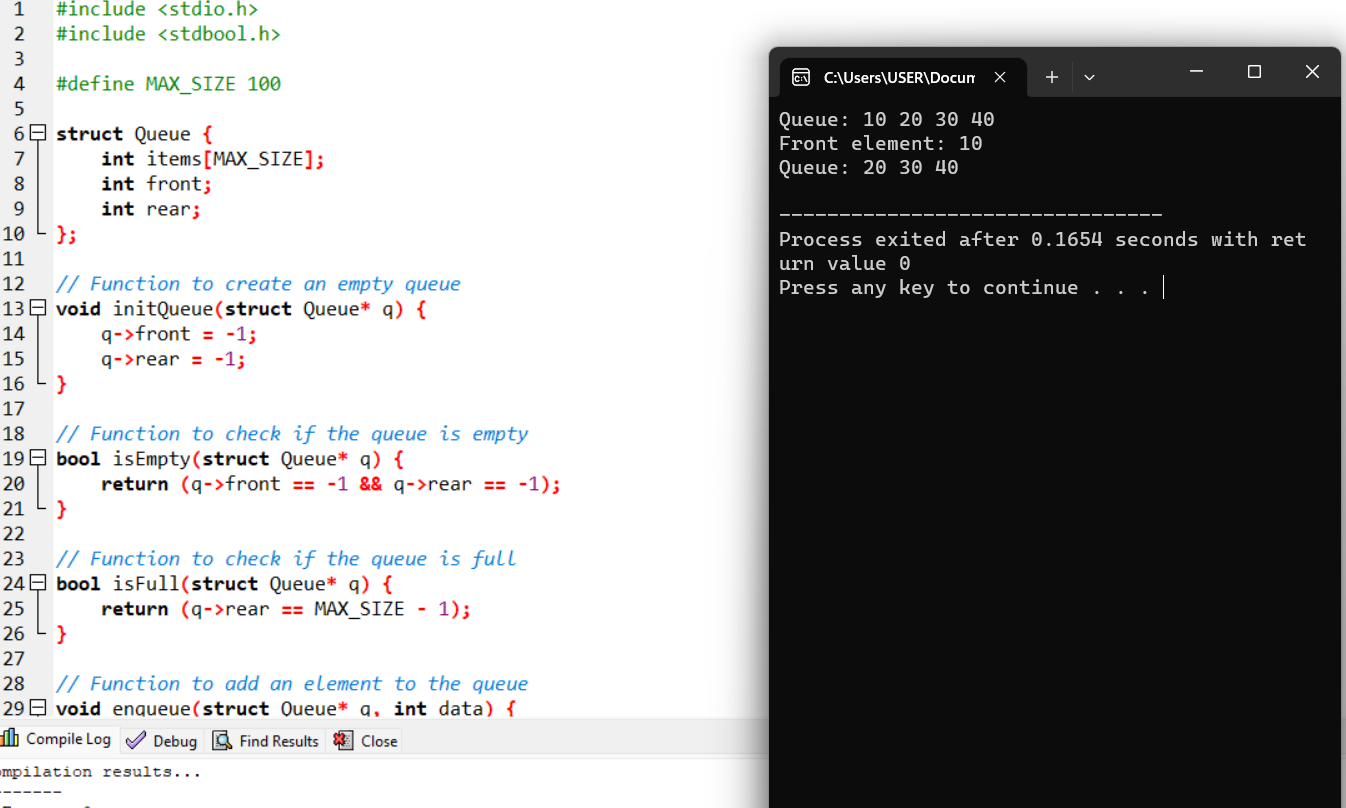 1 #include <stdio.h>
2 #include <stdbool.h>
3
4 #define MAX_SIZE 100
5
6 struct Queue {
7 int items[MAX_SIZE];
8 int front;
9 int rear;
10 };
11
12 // Function to create an empty queue
13 void initQueue(struct Queue* q) {
14 q->front = -1;
15 q->rear = -1;
16 }
17
18 // Function to check if the queue is empty
19 bool isEmpty(struct Queue* q) {
20 return (q->front == -1 && q->rear == -1);
21 }
22
23 // Function to check if the queue is full
24 bool isFull(struct Queue* q) {
25 return (q->rear == MAX_SIZE - 1);
26 }
27
28 // Function to add an element to the queue
29 void enqueue(struct Queue* q, int data) {
Compile Log Debug Find Results Close
ompilation results...
-------
C:\Users\USER\Docum
Queue: 10 20 30 40
Front element: 10
Queue: 20 30 40
--------------------------------
Process exited after 0.1654 seconds with ret
urn value 0
Press any key to continue . . .